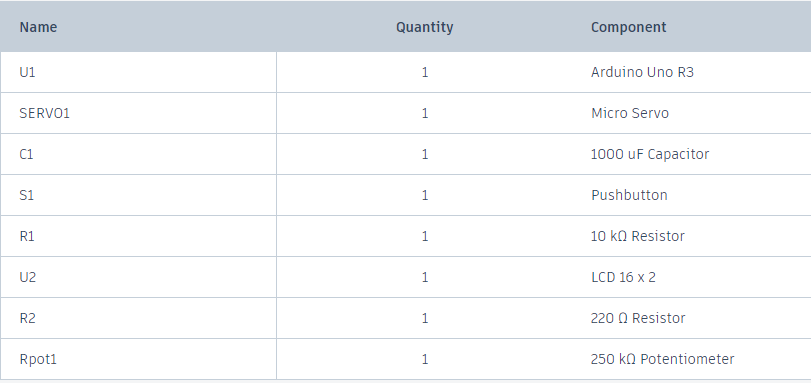 Name Quantity Component
U1 1 Arduino Uno R3
SERVO1 1 Micro Servo
C1 1 1000 uF Capacitor
S1 1 Pushbutton
R1 1 10 kΩ Resistor
U2 1 LCD 16 x 2
R2 1 220 Ω Resistor
Rpot1 1 250 kΩ Potentiometer